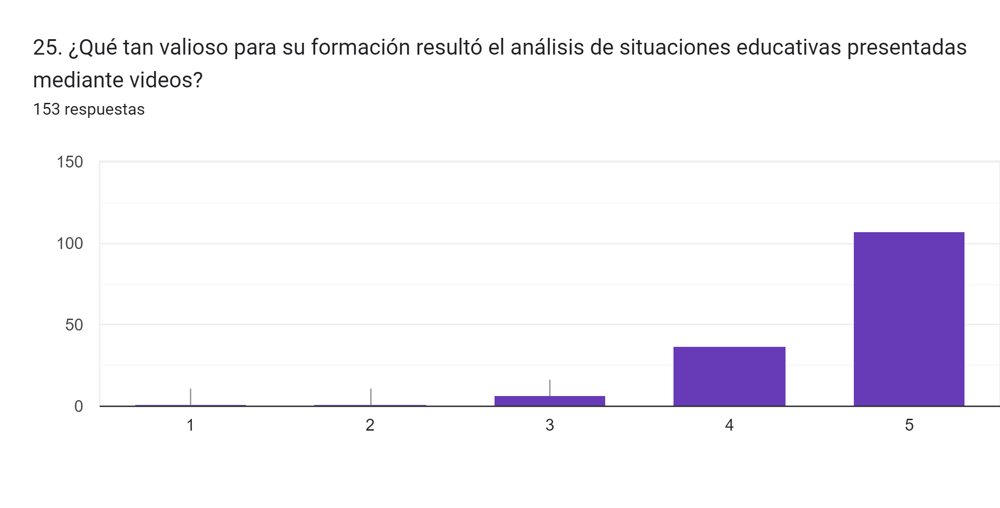 25. ¿Qué tan valioso para su formación resultó el análisis de situaciones educativas presentadas
mediante videos?
153 respuestas
150
100
50
0
1 2 3 4 5